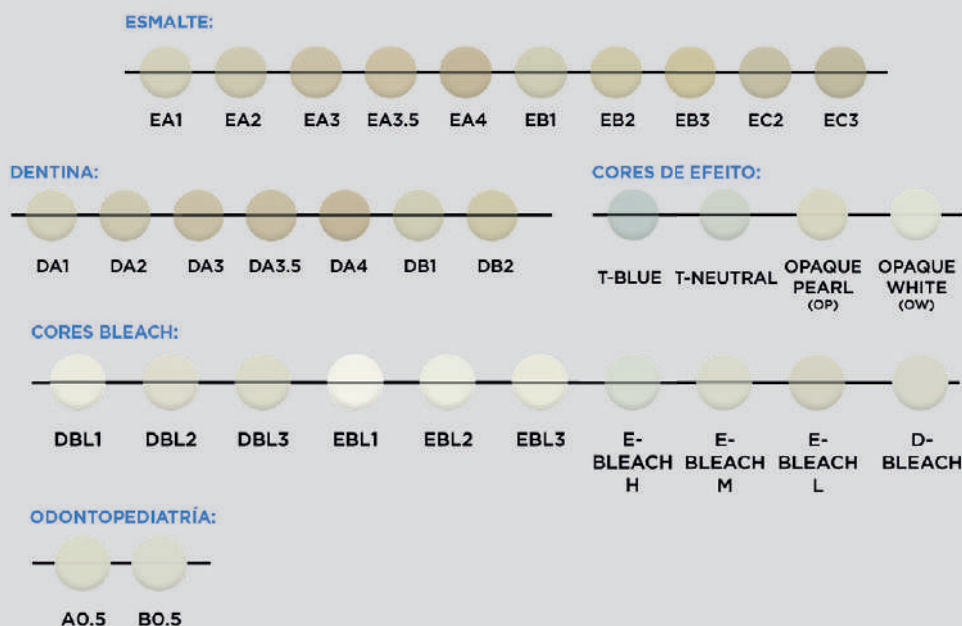 ESMALTE:
EA1 EA2 EA3 EA3.5 EA4 EB1 EB2 EB3 EC2 EC3
DENTINA:
DA1 DA2 DA3 DA3.5 DA4 DB1 DB2
CORES DE EFEITO:
T-BLUE T-NEUTRAL OPAQUE OPAQUE
PEARL WHITE
(OP) (OW)
CORES BLEACH:
DBL1 DBL2 DBL3 EBL1 EBL2 EBL3 E- E- E- D-
BLEACH BLEACH BLEACH BLEACH
H M L
ODONTOPEDIATRÍA:
A0.5 B0.5